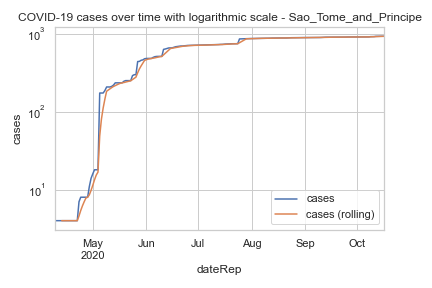 COVID-19 cases over time with logarithmic scale - Sao_Tome_and_Principe
10³
10²
10¹
cases
cases
cases (rolling)
May
2020
Jun
Jul
Aug
Sep
Oct
dateRep